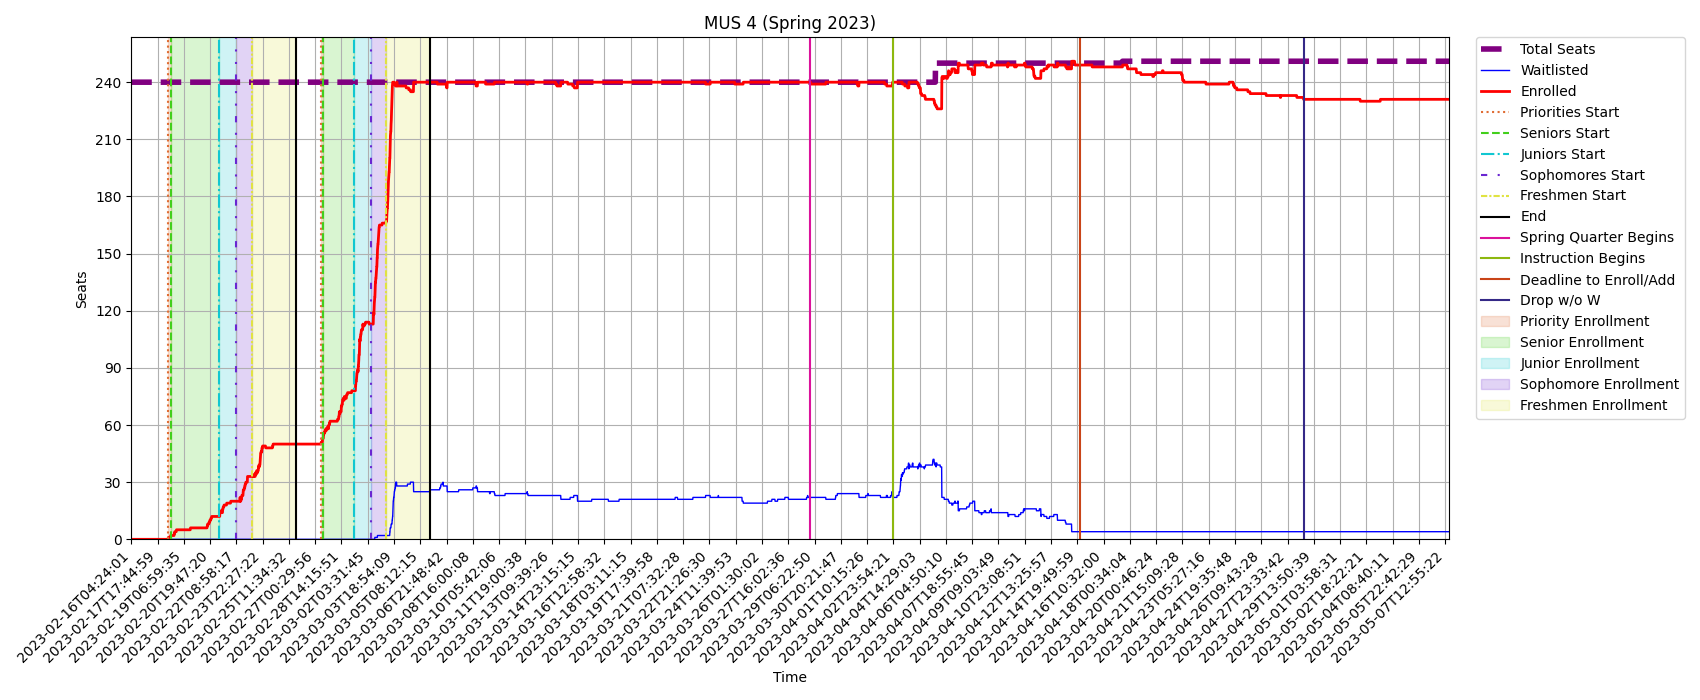 MUS 4 (Spring 2023)
Seats
240
210
180
150
120
90
60
30
0
2023-02-16T04:24:01
2023-02-17T17:44:59
2023-02-19T06:59:35
2023-02-20T19:47:20
2023-02-22T08:58:17
2023-02-23T22:27:22
2023-02-25T11:34:32
2023-02-27T00:29:56
2023-02-28T14:15:51
2023-03-02T03:31:45
2023-03-03T18:54:09
2023-03-05T08:12:15
2023-03-06T21:48:42
2023-03-08T16:00:08
2023-03-10T05:42:06
2023-03-11T19:00:38
2023-03-13T09:39:26
2023-03-14T23:15:15
2023-03-16T12:58:32
2023-03-18T03:11:15
2023-03-19T17:39:58
2023-03-21T07:32:28
2023-03-22T21:26:30
2023-03-24T11:39:53
2023-03-26T01:30:02
2023-03-27T16:02:36
2023-03-29T06:22:50
2023-03-30T20:21:47
2023-04-01T10:15:26
2023-04-02T23:54:21
2023-04-04T14:29:03
2023-04-06T04:50:10
2023-04-07T18:55:45
2023-04-09T09:03:49
2023-04-10T23:08:51
2023-04-12T13:25:57
2023-04-14T19:49:59
2023-04-16T10:32:00
2023-04-18T00:34:04
2023-04-20T00:46:24
2023-04-21T15:09:28
2023-04-23T05:27:16
2023-04-24T19:35:48
2023-04-26T09:43:28
2023-04-27T23:33:42
2023-04-29T13:50:39
2023-05-01T03:58:31
2023-05-02T18:22:21
2023-05-04T08:40:11
2023-05-05T22:42:29
2023-05-07T12:55:22
Time
Total Seats
Waitlisted
Enrolled
Priorities Start
Seniors Start
Juniors Start
Sophomores Start
Freshmen Start
End
Spring Quarter Begins
Instruction Begins
Deadline to Enroll/Add
Drop w/o W
Priority Enrollment
Senior Enrollment
Junior Enrollment
Sophomore Enrollment
Freshmen Enrollment